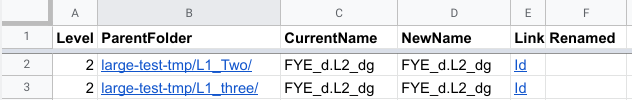 A B C D E F
1 Level ParentFolder CurrentName NewName Link Renamed
2 2 large-test-tmp/L1_Two/ FYE_d.L2_dg FYE_d.L2_dg Id
3 2 large-test-tmp/L1_three/ FYE_d.L2_dg FYE_d.L2_dg Id